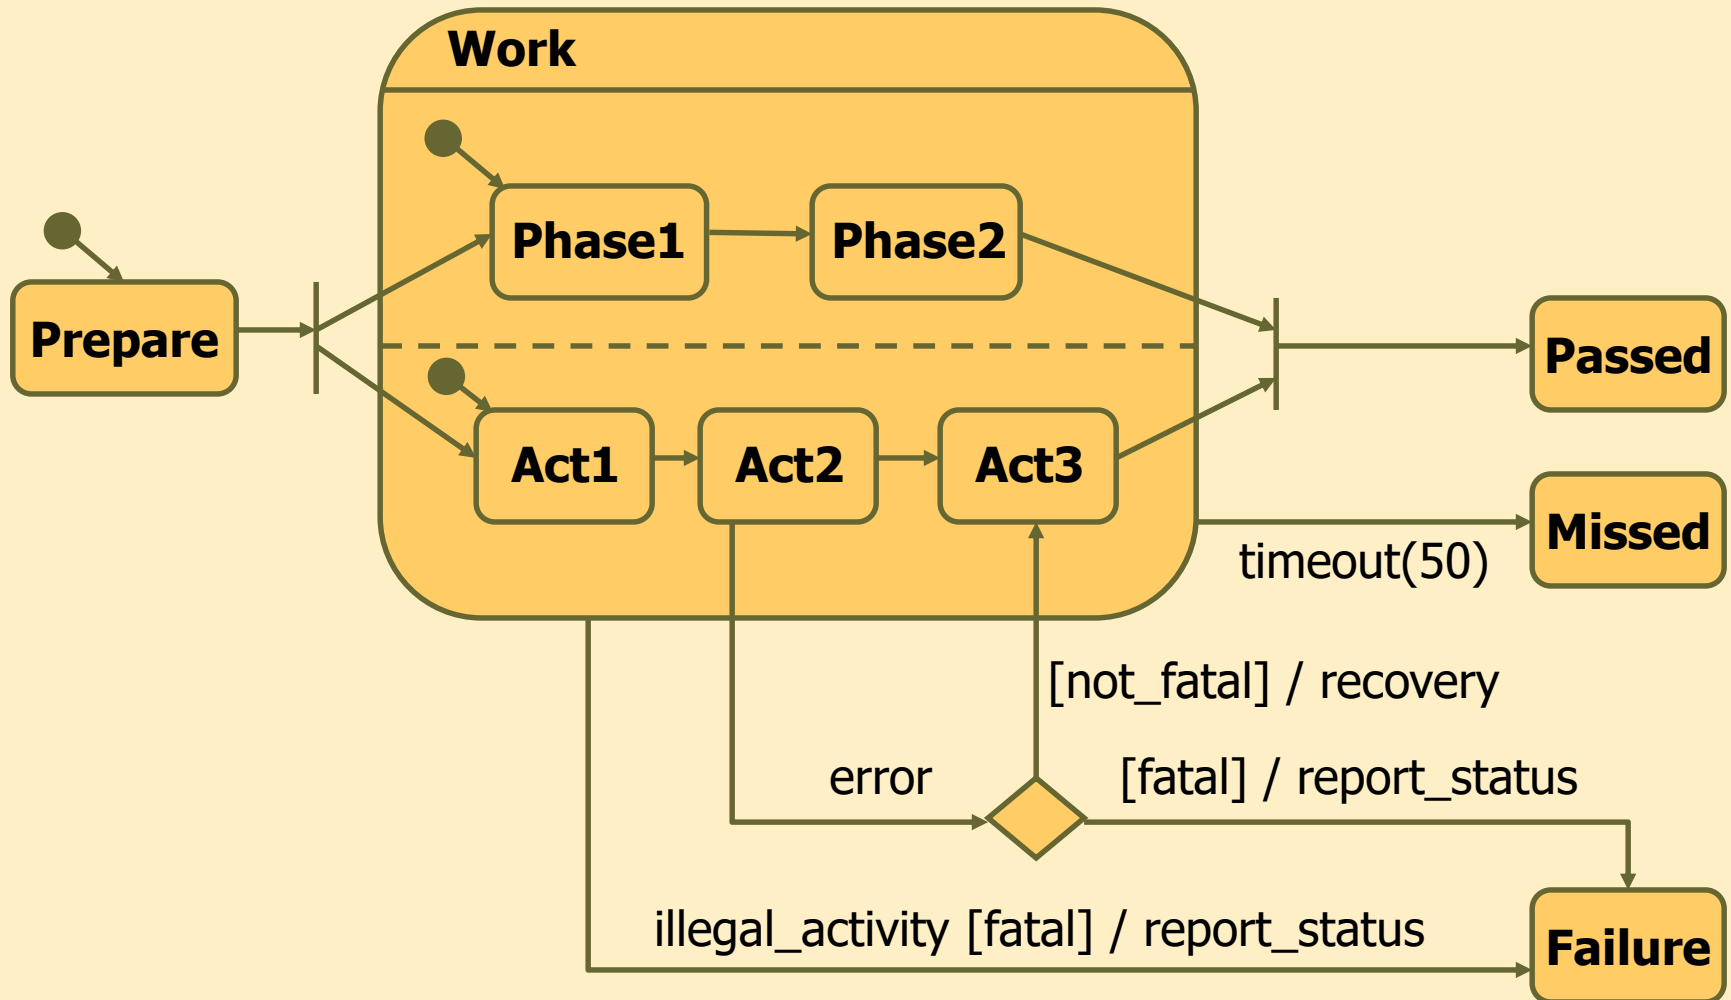 Work
Phase1
Phase2
Prepare
Passed
Act1
Act2
Act3
Missed
timeout(50)
[not_fatal] / recovery
error
[fatal] / report_status
illegal_activity [fatal] / report_status
Failure